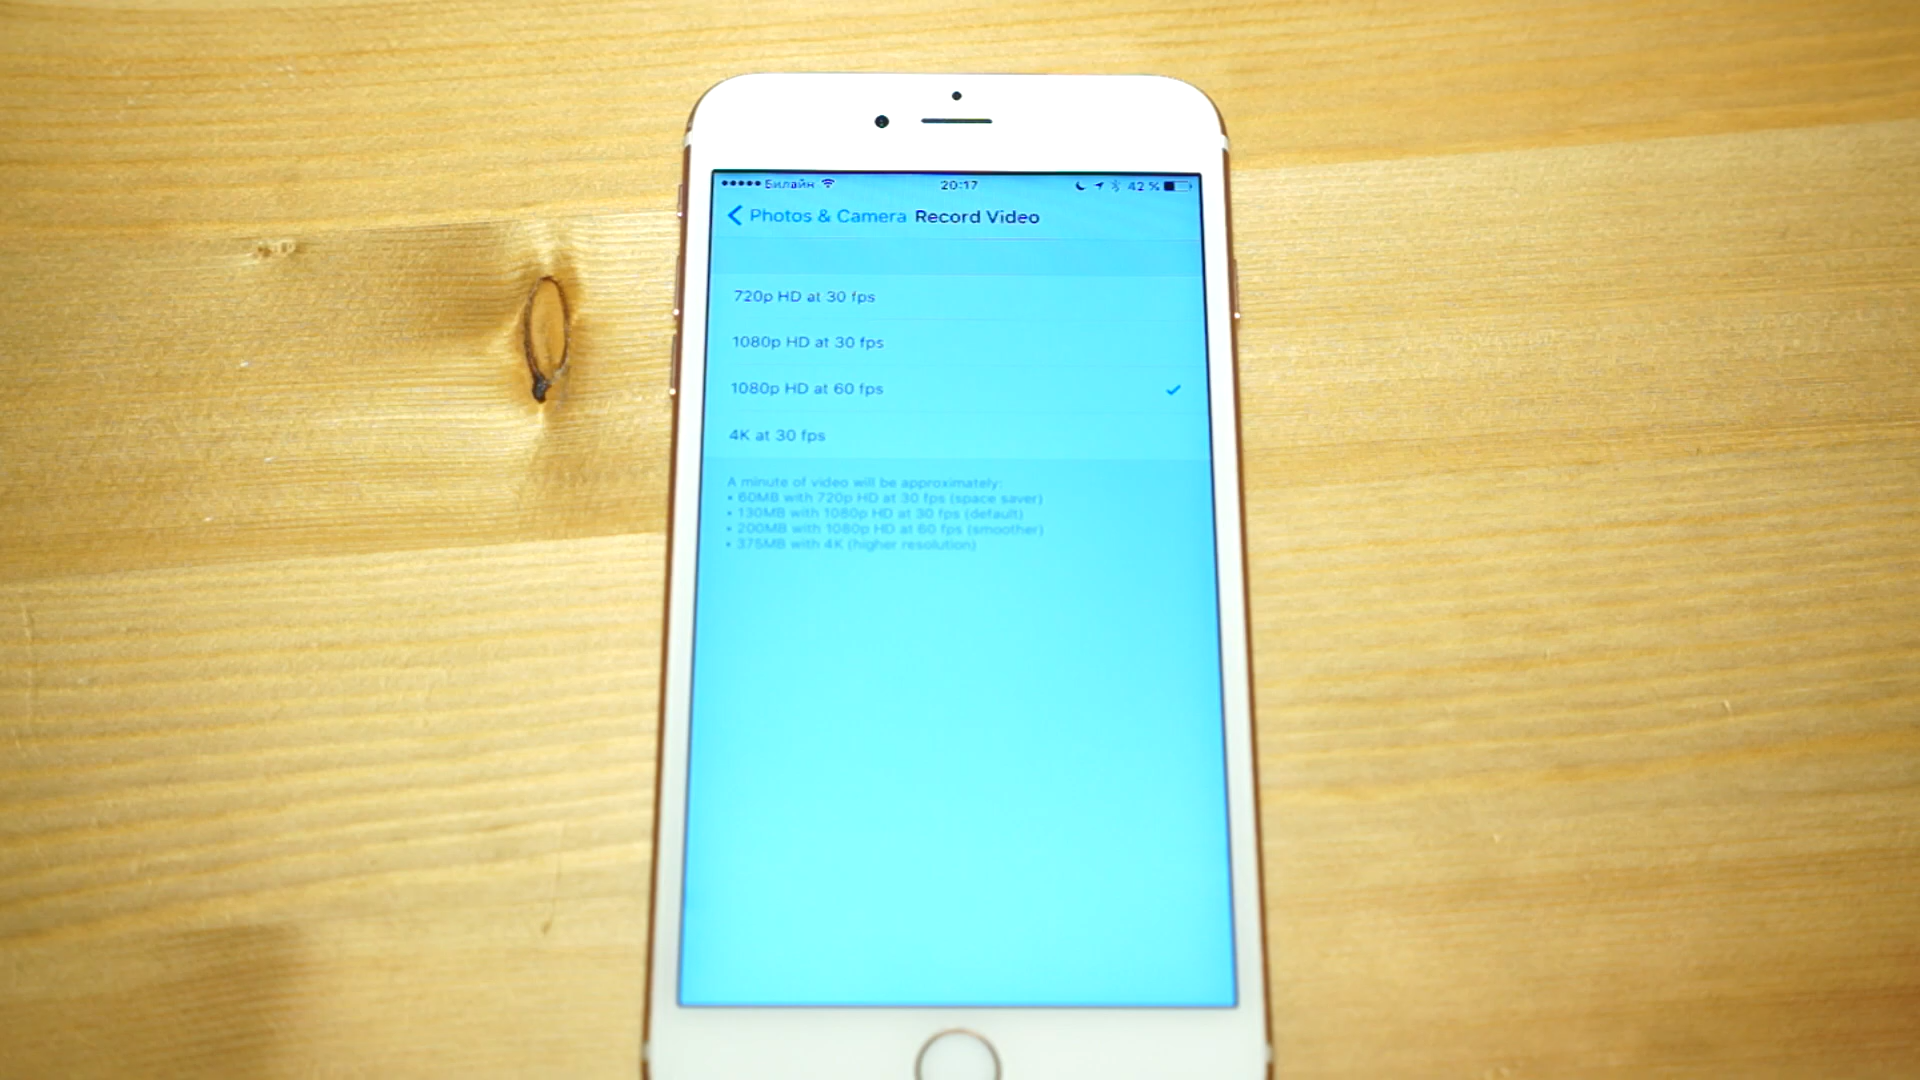 Билайн 20:17 42 %
Photos & Camera Record Video
720p HD at 30 fps
1080p HD at 30 fps
1080p HD at 60 fps
4K at 30 fps
A minute of video will be approximately:
• 60MB with 720p HD at 30 fps (space saver)
• 130MB with 1080p HD at 30 fps (default)
• 200MB with 1080p HD at 60 fps (smoother)
• 375MB with 4K (higher resolution)